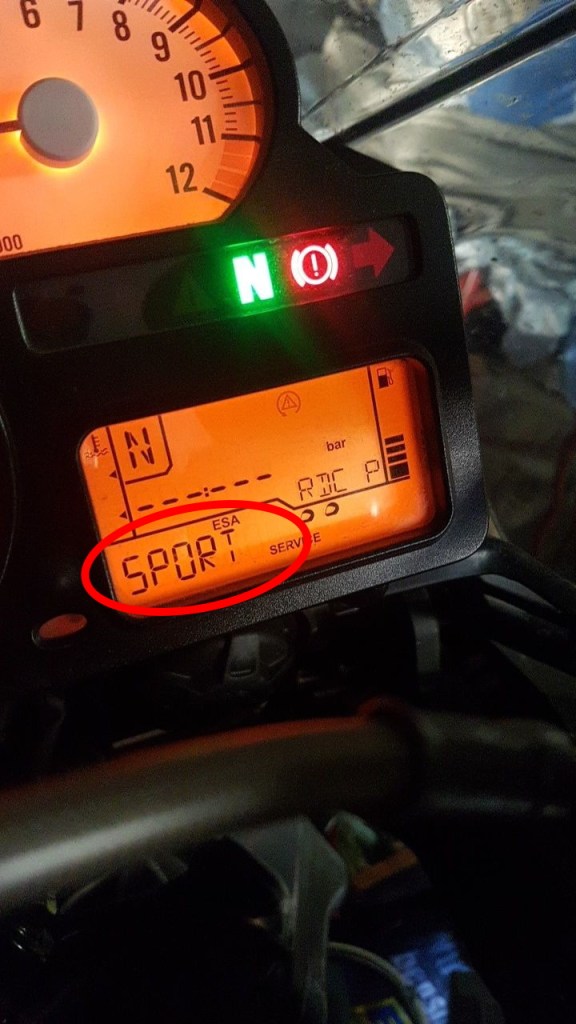 6 7 8
9
10
11
12
000
N
N
bar
RDC P
ESA
SPORT
SERVICE